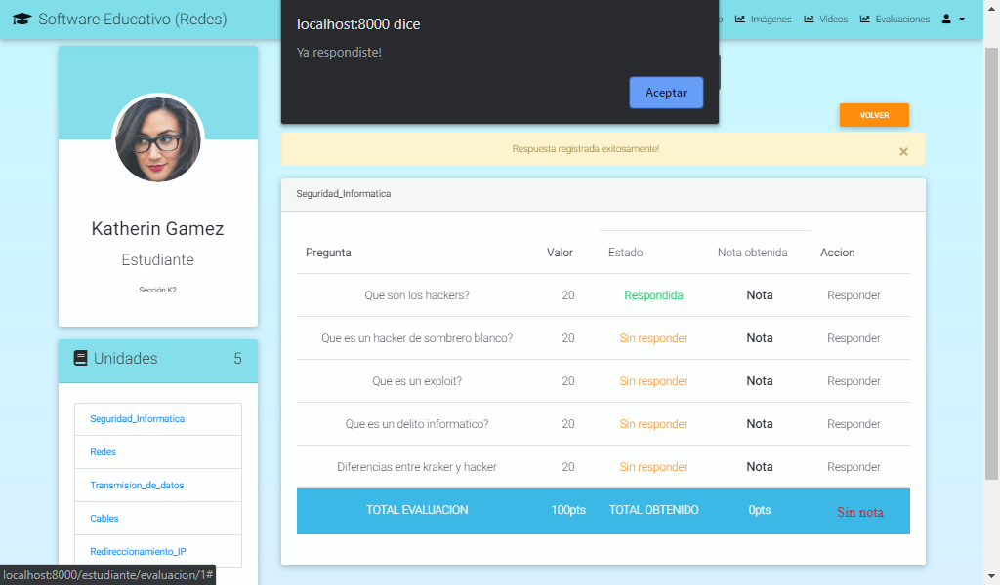 Software Educativo (Redes)
Imágenes
Vídeos
Evaluaciones
localhost:8000 dice
Ya respondiste!
Aceptar
VOLVER
Respuesta registrada exitosamente!
×
Katherin Gamez
Estudiante
Sección K2
Unidades 5
Seguridad_Informatica
Redes
Transmision_de_datos
Cables
Redireccionamiento_IP
Seguridad_Informatica
Pregunta Valor Estado Nota obtenida Accion
Que son los hackers? 20 Respondida Nota Responder
Que es un hacker de sombrero blanco? 20 Sin responder Nota Responder
Que es un exploit? 20 Sin responder Nota Responder
Que es un delito informatico? 20 Sin responder Nota Responder
Diferencias entre kraker y hacker 20 Sin responder Nota Responder
TOTAL EVALUACION 100pts TOTAL OBTENIDO 0pts Sin nota
localhost:8000/estudiante/evaluacion/1#